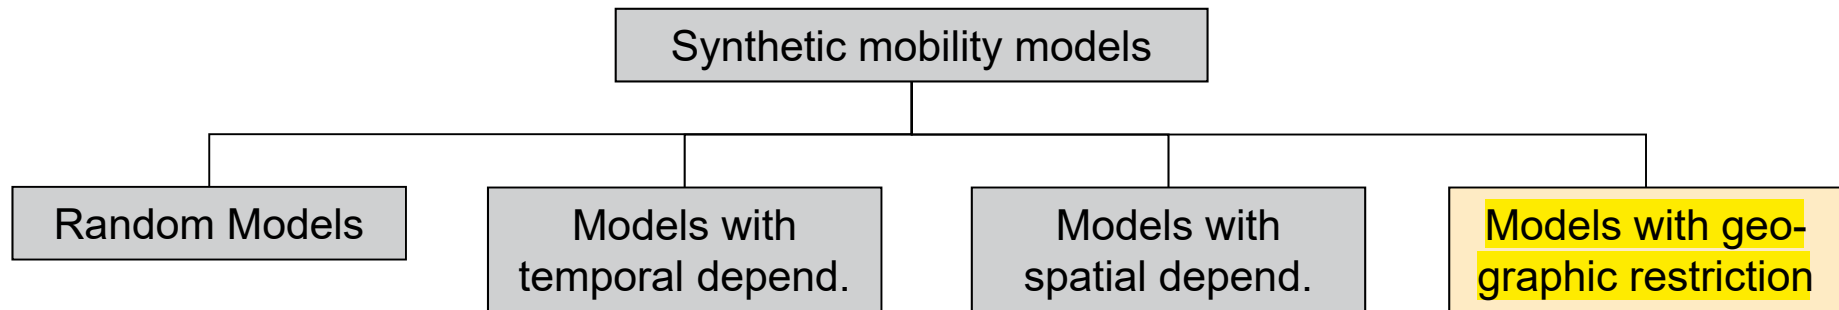 Synthetic mobility models
Random Models
Models with
temporal depend.
Models with
spatial depend.
Models with geo-
graphic restriction